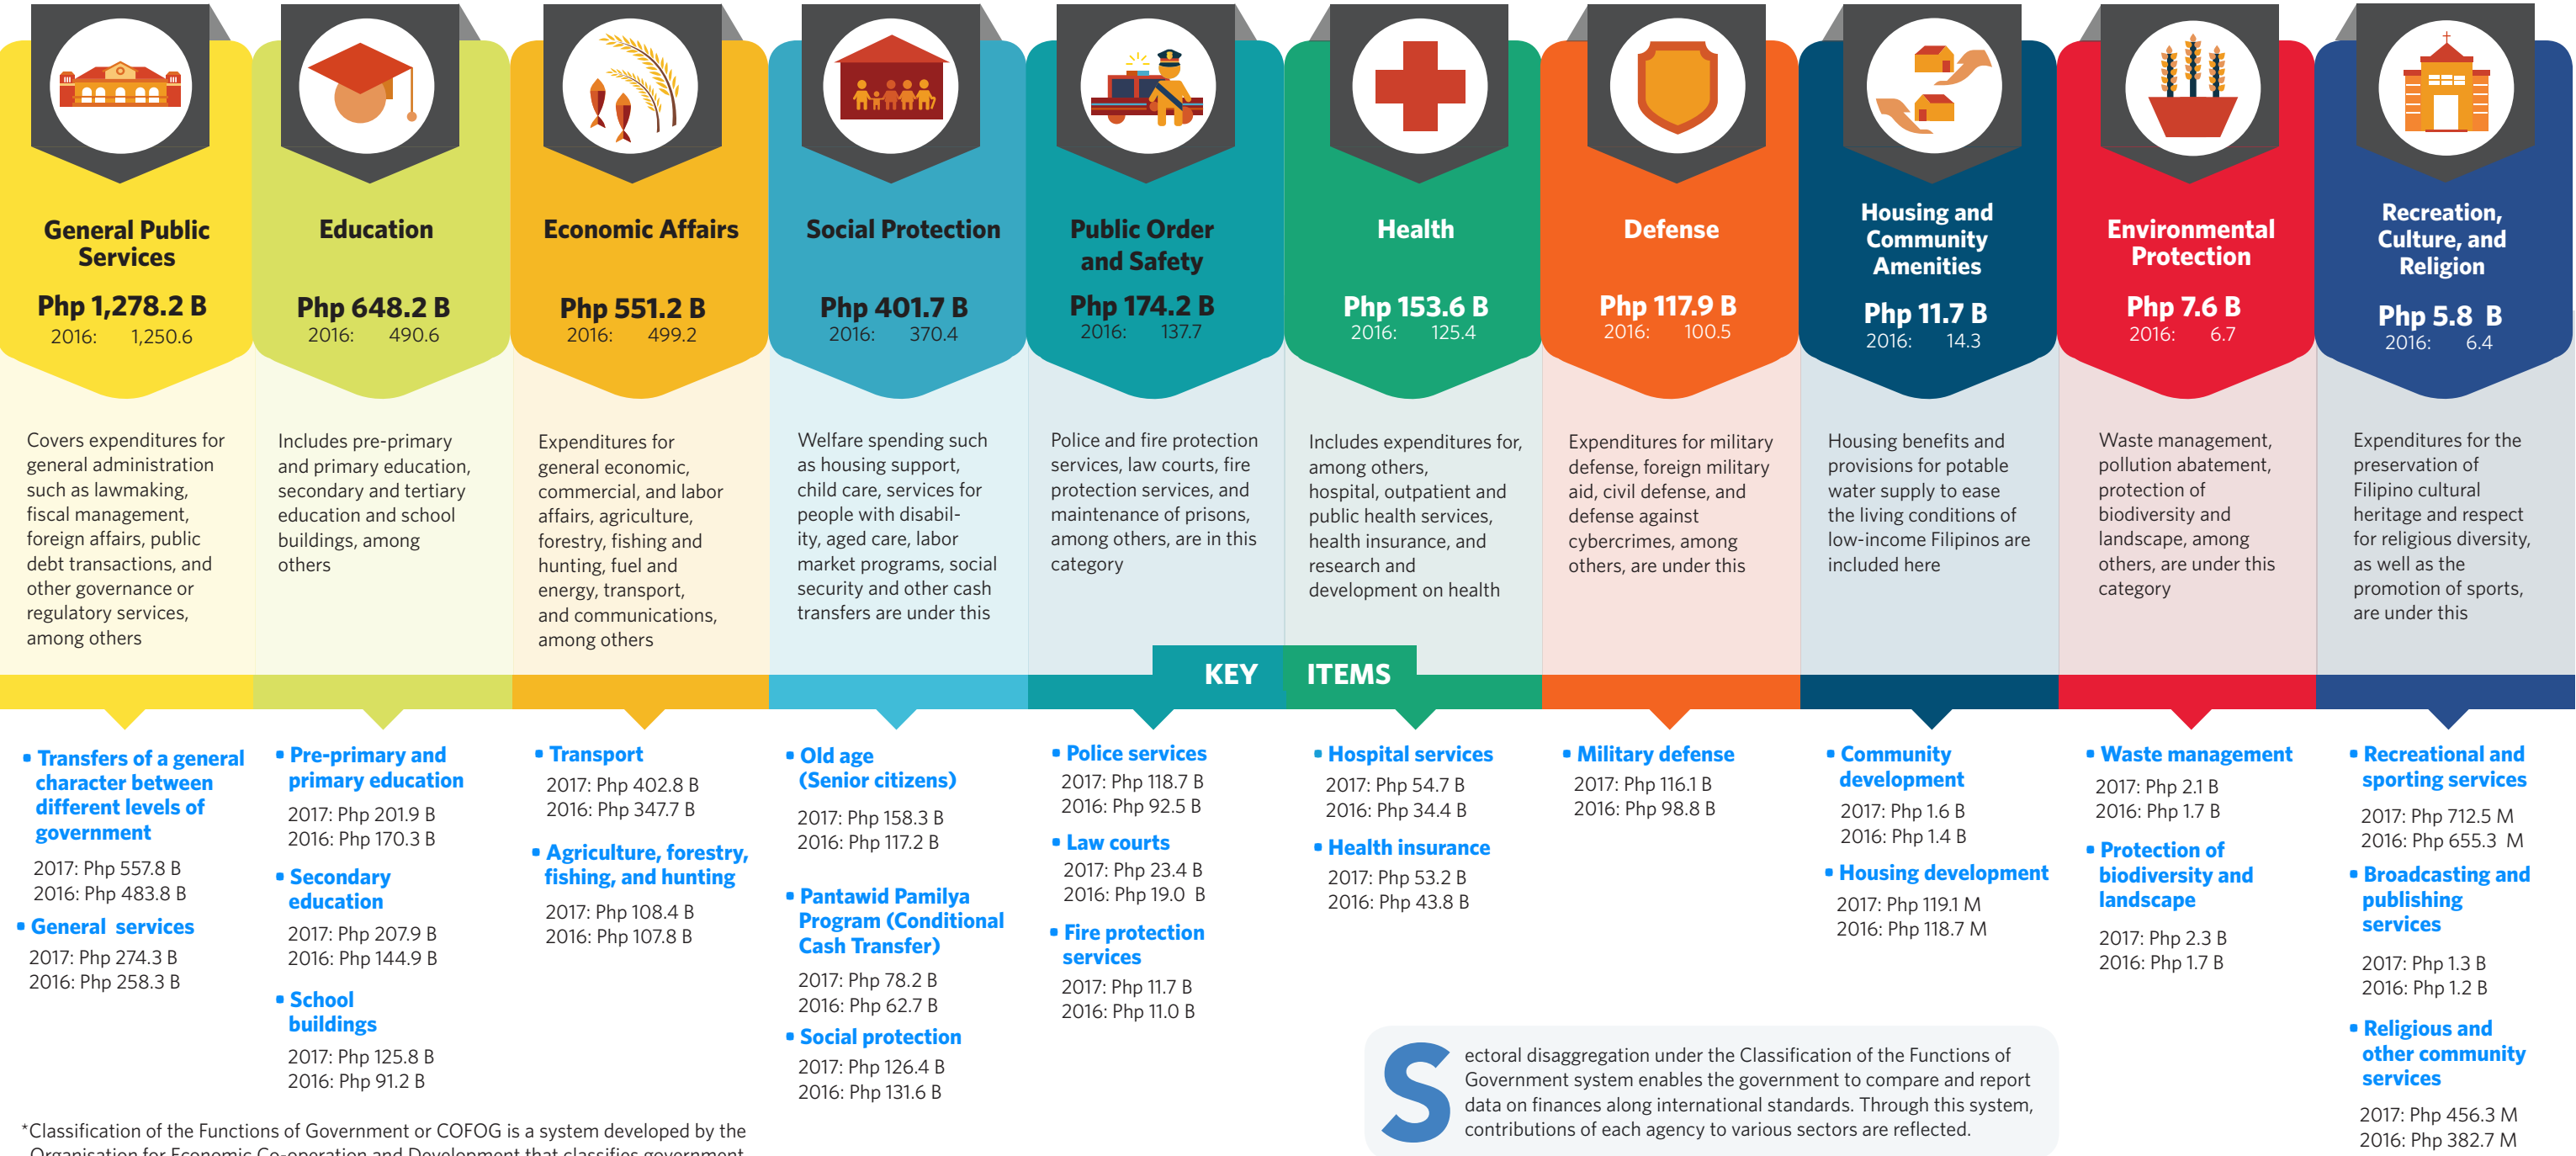 General Public
Services
Php 1,278.2 B
2016: 1,250.6
Covers expenditures for
general administration
such as lawmaking,
fiscal management,
foreign affairs, public
debt transactions, and
other governance or
regulatory services,
among others
Education
Php 648.2 B
2016: 490.6
Includes pre-primary
and primary education,
secondary and tertiary
education and school
buildings, among
others
Economic Affairs
Php 551.2 B
2016: 499.2
Expenditures for
general economic,
commercial, and labor
affairs, agriculture,
forestry, fishing and
hunting, fuel and
energy, transport,
and communications,
among others
Social Protection
Php 401.7 B
2016: 370.4
Welfare spending such
as housing support,
child care, services for
people with disabil-
ity, aged care, labor
market programs, social
security and other cash
transfers are under this
Public Order
and Safety
Php 174.2 B
2016: 137.7
Police and fire protection
services, law courts, fire
protection services, and
maintenance of prisons,
among others, are in this
category
Health
Php 153.6 B
2016: 125.4
Includes expenditures for,
among others,
hospital, outpatient and
public health services,
health insurance, and
research and
development on health
Defense
Php 117.9 B
2016: 100.5
Expenditures for military
defense, foreign military
aid, civil defense, and
defense against
cybercrimes, among
others, are under this
Housing and
Community
Amenities
Php 11.7 B
2016: 14.3
Housing benefits and
provisions for potable
water supply to ease
the living conditions of
low-income Filipinos are
included here
Environmental
Protection
Php 7.6 B
2016: 6.7
Waste management,
pollution abatement,
protection of
biodiversity and
landscape, among
others, are under this
category
Recreation,
Culture, and
Religion
Php 5.8 B
2016: 6.4
Expenditures for the
preservation of
Filipino cultural
heritage and respect
for religious diversity,
as well as the
promotion of sports,
are under this
KEY ITEMS
▪ Transfers of a general
character between
different levels of
government
2017: Php 557.8 B
2016: Php 483.8 B
▪ General services
2017: Php 274.3 B
2016: Php 258.3 B
▪ Pre-primary and
primary education
2017: Php 201.9 B
2016: Php 170.3 B
▪ Secondary
education
2017: Php 207.9 B
2016: Php 144.9 B
▪ School
buildings
2017: Php 125.8 B
2016: Php 91.2 B
▪ Transport
2017: Php 402.8 B
2016: Php 347.7 B
▪ Agriculture, forestry,
fishing, and hunting
2017: Php 108.4 B
2016: Php 107.8 B
▪ Old age
(Senior citizens)
2017: Php 158.3 B
2016: Php 117.2 B
▪ Pantawid Pamilya
Program (Conditional
Cash Transfer)
2017: Php 78.2 B
2016: Php 62.7 B
▪ Social protection
2017: Php 126.4 B
2016: Php 131.6 B
▪ Police services
2017: Php 118.7 B
2016: Php 92.5 B
▪ Law courts
2017: Php 23.4 B
2016: Php 19.0 B
▪ Fire protection
services
2017: Php 11.7 B
2016: Php 11.0 B
▪ Hospital services
2017: Php 54.7 B
2016: Php 34.4 B
▪ Health insurance
2017: Php 53.2 B
2016: Php 43.8 B
▪ Military defense
2017: Php 116.1 B
2016: Php 98.8 B
▪ Community
development
2017: Php 1.6 B
2016: Php 1.4 B
▪ Housing development
2017: Php 119.1 M
2016: Php 118.7 M
▪ Waste management
2017: Php 2.1 B
2016: Php 1.7 B
▪ Protection of
biodiversity and
landscape
2017: Php 2.3 B
2016: Php 1.7 B
▪ Recreational and
sporting services
2017: Php 712.5 M
2016: Php 655.3 M
▪ Broadcasting and
publishing
services
2017: Php 1.3 B
2016: Php 1.2 B
▪ Religious and
other community
services
2017: Php 456.3 M
2016: Php 382.7 M
Sectoral disaggregation under the Classification of the Functions of
Government system enables the government to compare and report
data on finances along international standards. Through this system,
contributions of each agency to various sectors are reflected.
*Classification of the Functions of Government or COFOG is a system developed by the
Organisation for Economic Co-operation and Development that classifies government